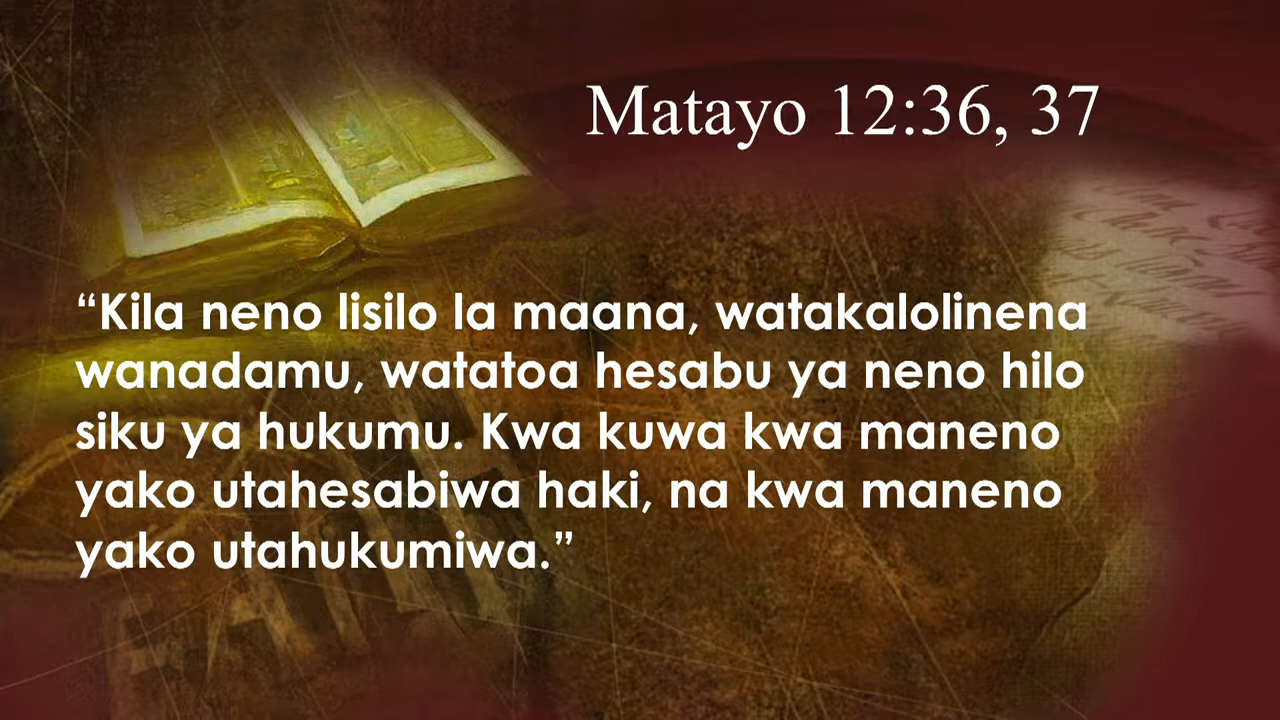 Matayo 12:36, 37
“Kila neno lisilo la maana, watakalolinena
wanadamu, watatoa hesabu ya neno hilo
siku ya hukumu. Kwa kuwa kwa maneno
yako utahesabiwa haki, na kwa maneno
yako utahukumiwa.”